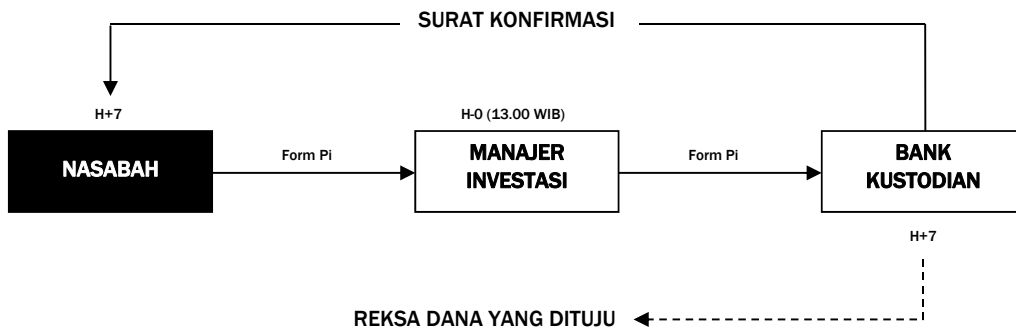 SURAT KONFIRMASI
H+7
H-0 (13.00 WIB)
NASABAH
Form Pi
MANAJER
INVESTASI
Form Pi
BANK
KUSTODIAN
H+7
REKSA DANA YANG DITUJU